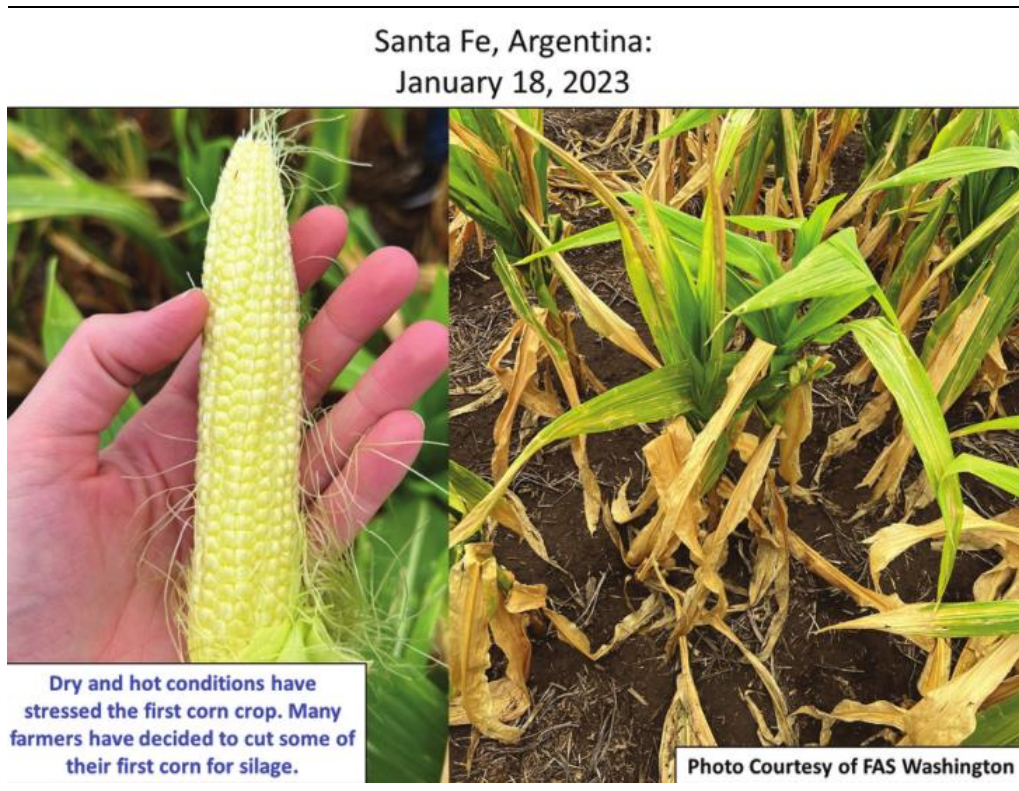 Santa Fe, Argentina:
January 18, 2023
Dry and hot conditions have
stressed the first corn crop. Many
farmers have decided to cut some of
their first corn for silage.
Photo Courtesy of FAS Washington